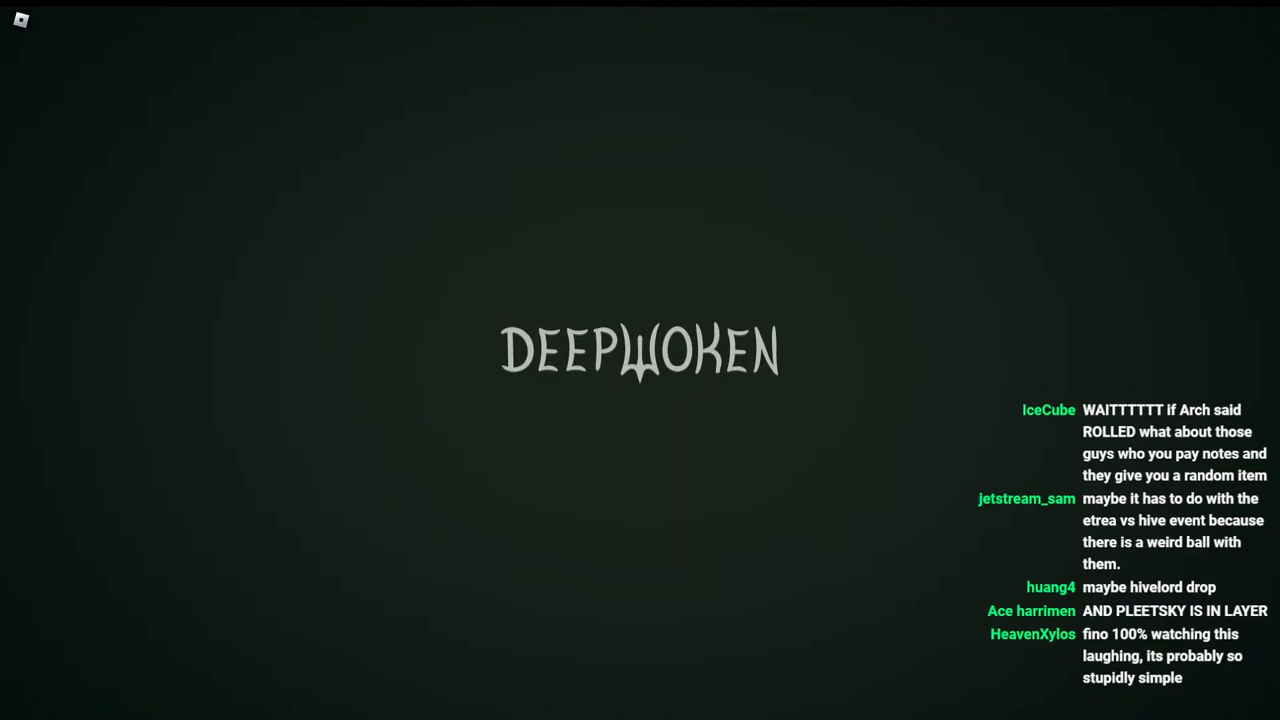 DEEPWOKEN
IceCube WAITTTTTT if Arch said
ROLLED what about those
guys who you pay notes and
they give you a random item
jetstream_sam maybe it has to do with the
etrea vs hive event because
there is a weird ball with
them.
huang4 maybe hivelord drop
Ace harrimen AND PLEETSKY IS IN LAYER
HeavenXylos fino 100% watching this
laughing, its probably so
stupidly simple